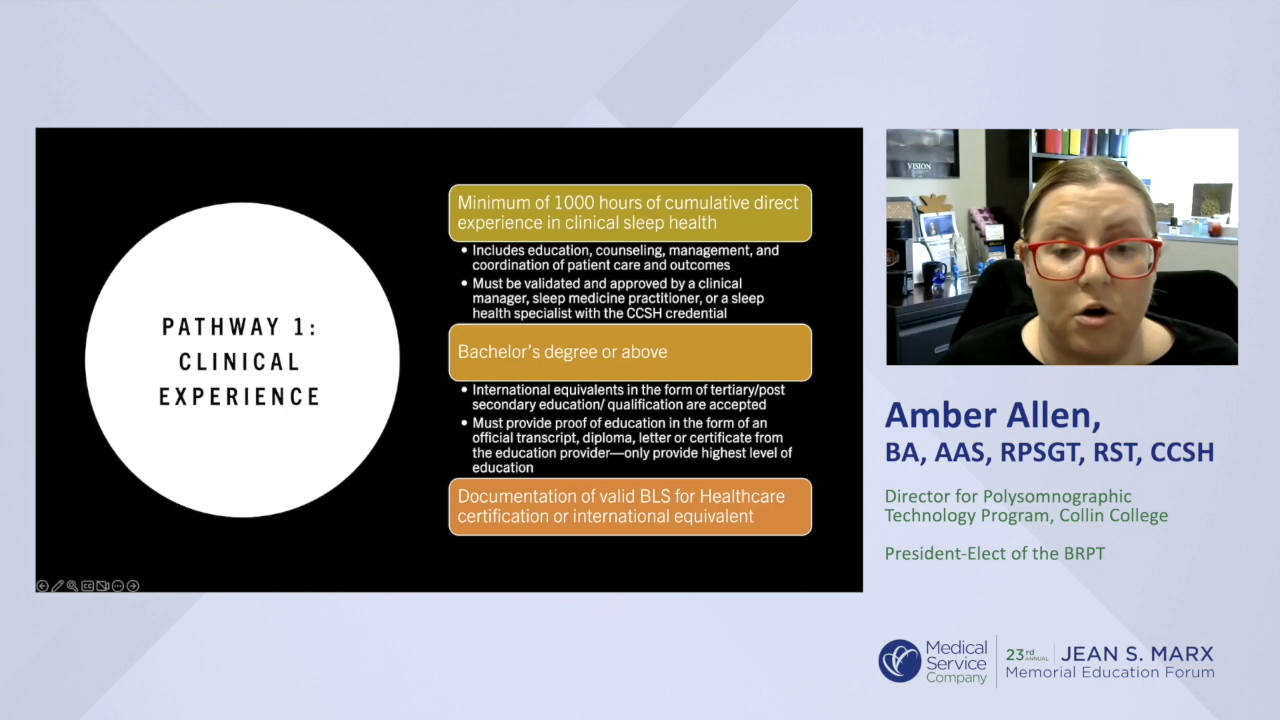 PATHWAY 1:
CLINICAL
EXPERIENCE
Minimum of 1000 hours of cumulative direct
experience in clinical sleep health
• Includes education, counseling, management, and
coordination of patient care and outcomes
• Must be validated and approved by a clinical
manager, sleep medicine practitioner, or a sleep
health specialist with the CCSH credential
Bachelor’s degree or above
• International equivalents in the form of tertiary/post
secondary education/ qualification are accepted
• Must provide proof of education in the form of an
official transcript, diploma, letter or certificate from
the education provider—only provide highest level of
education
Documentation of valid BLS for Healthcare
certification or international equivalent
VISION
Amber Allen,
BA, AAS, RPSGT, RST, CCSH
Director for Polysomnographic
Technology Program, Collin College
President-Elect of the BRPT
Medical
Service
Company
23rd ANNUAL
JEAN S. MARX
Memorial Education Forum